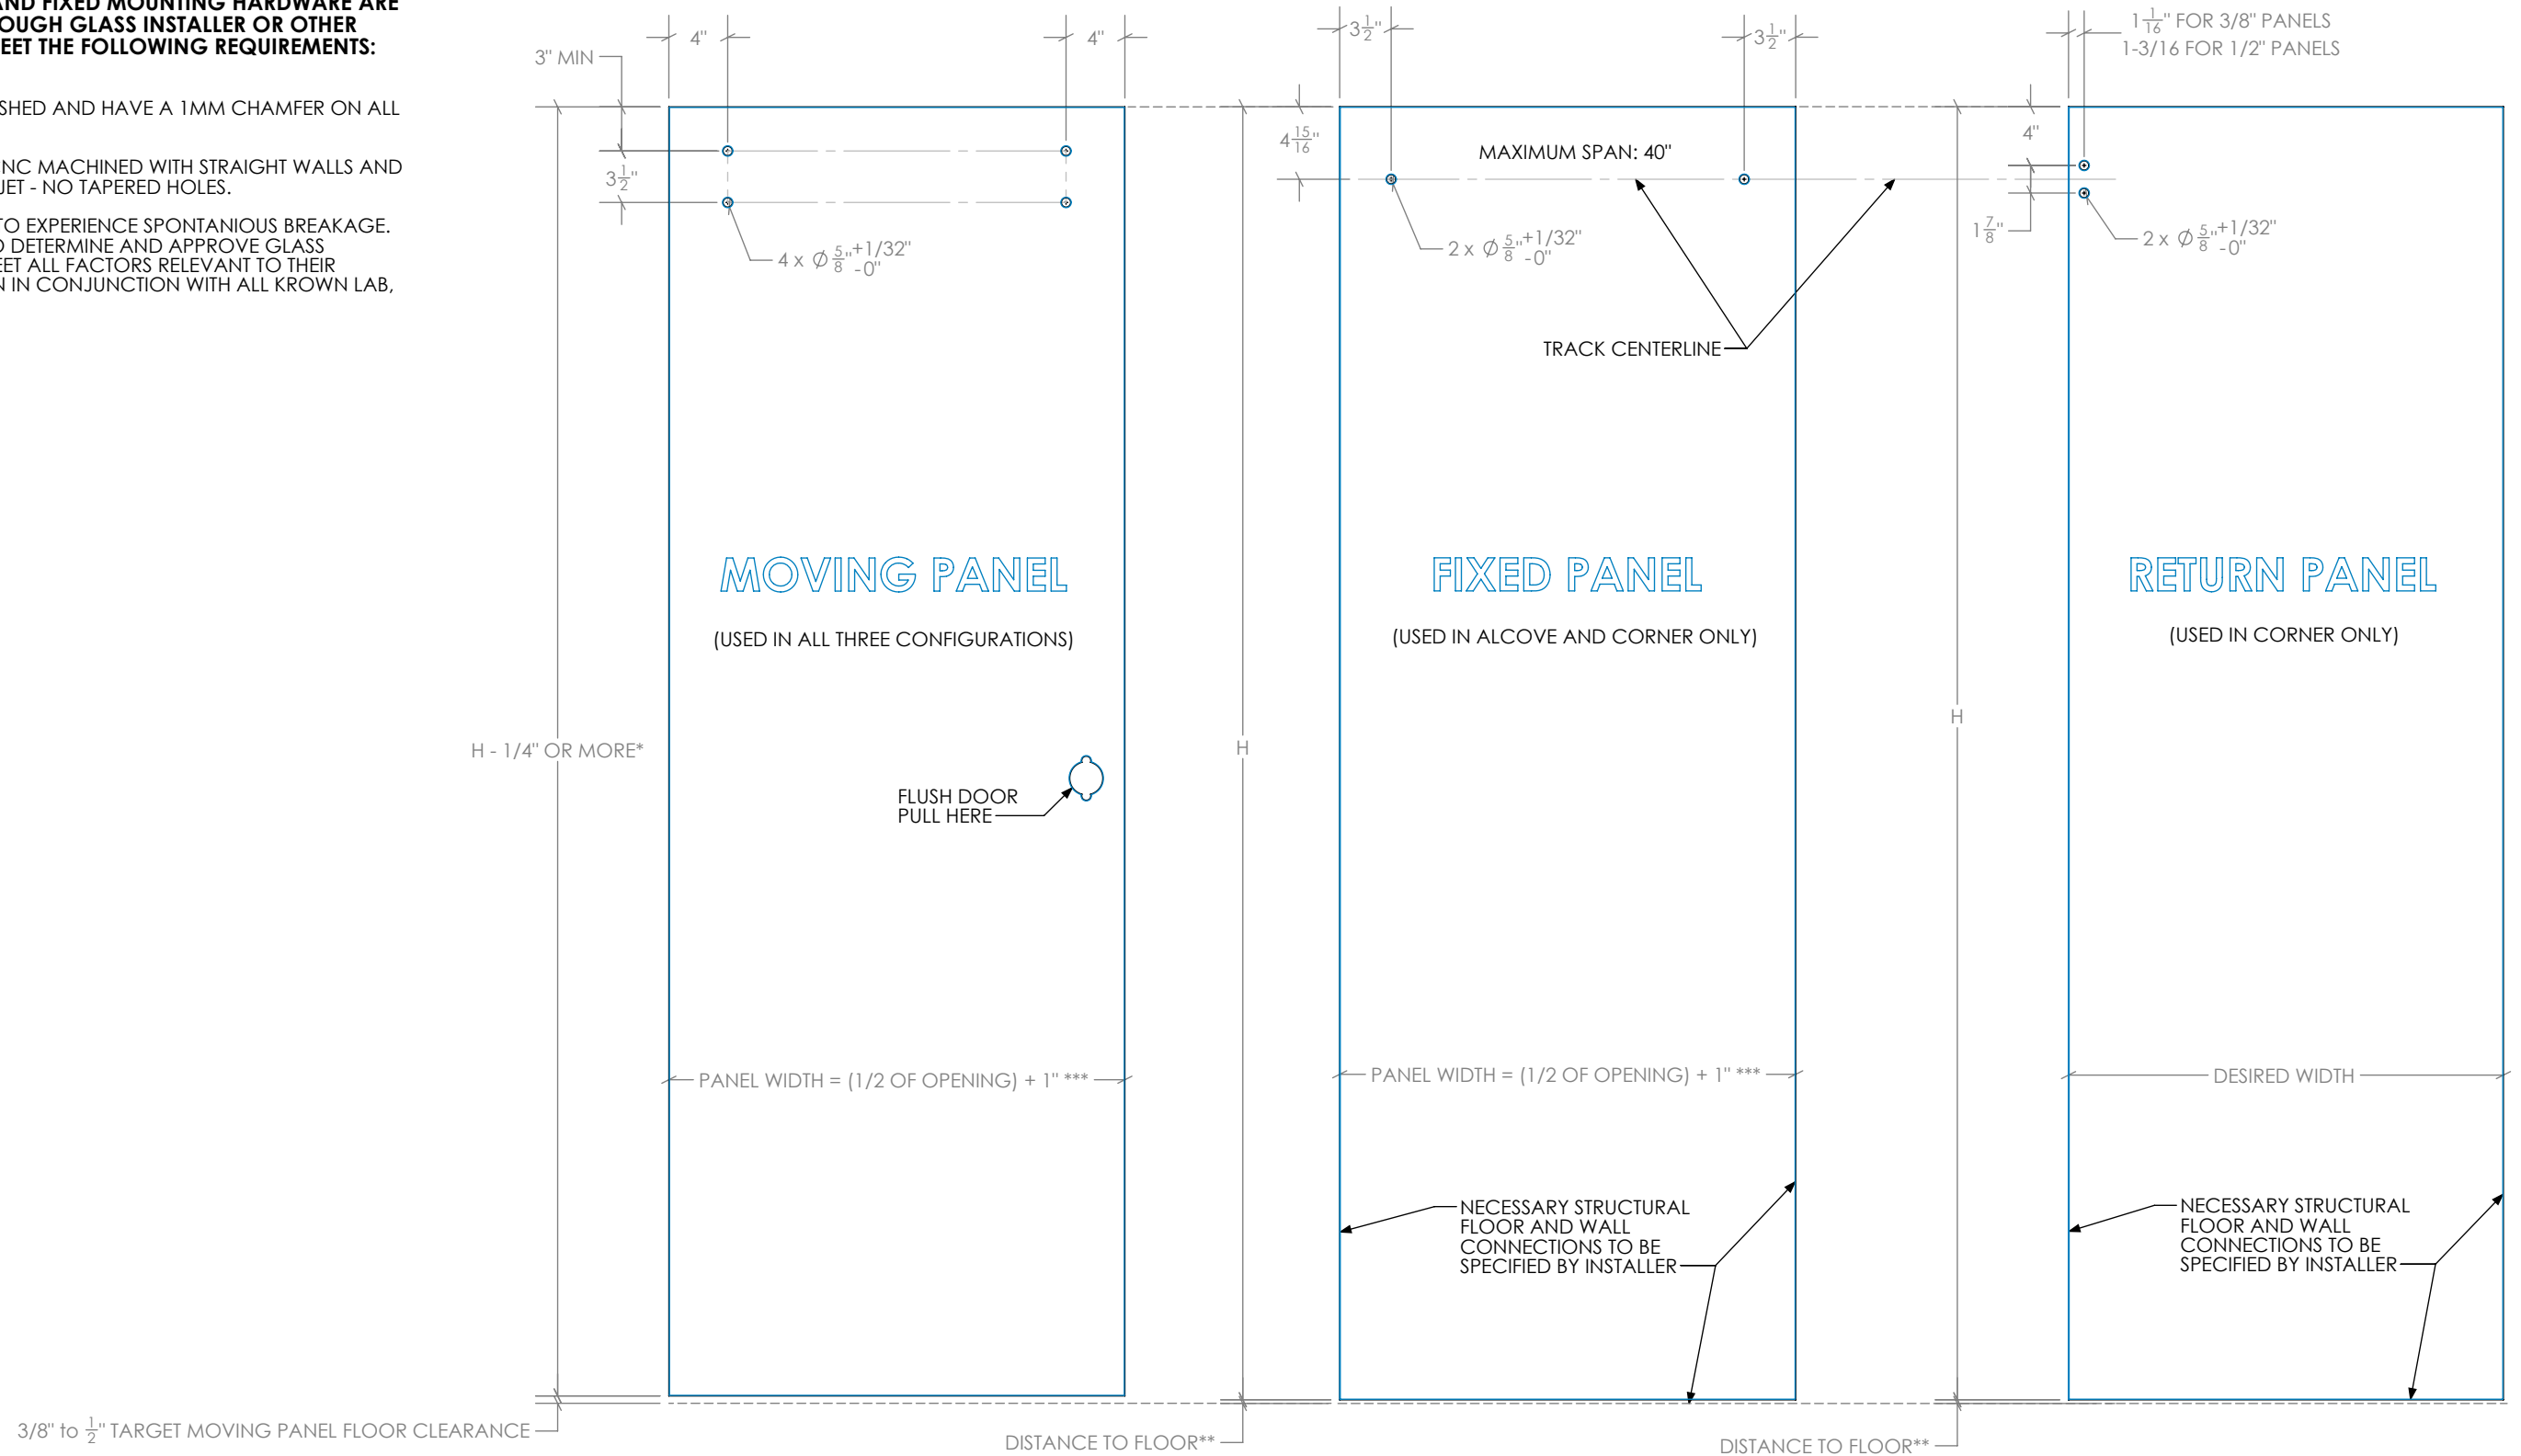 AND FIXED MOUNTING HARDWARE ARE
OUGH GLASS INSTALLER OR OTHER
EET THE FOLLOWING REQUIREMENTS:
SHED AND HAVE A 1MM CHAMFER ON ALL
NC MACHINED WITH STRAIGHT WALLS AND
JET - NO TAPERED HOLES.
TO EXPERIENCE SPONTANIOUS BREAKAGE.
O DETERMINE AND APPROVE GLASS
EET ALL FACTORS RELEVANT TO THEIR
N IN CONJUNCTION WITH ALL KROWN LAB,
4"
4"
3" MIN
3 1/2"
4 x Ø 5/8" +1/32" -0"
MOVING PANEL
(USED IN ALL THREE CONFIGURATIONS)
H - 1/4" OR MORE*
FLUSH DOOR
PULL HERE
PANEL WIDTH = (1/2 OF OPENING) + 1" ***
3/8" to 1/2" TARGET MOVING PANEL FLOOR CLEARANCE
3 1/2"
3 1/2"
4 15/16"
MAXIMUM SPAN: 40"
2 x Ø 5/8" +1/32" -0"
TRACK CENTERLINE
FIXED PANEL
(USED IN ALCOVE AND CORNER ONLY)
H
PANEL WIDTH = (1/2 OF OPENING) + 1" ***
NECESSARY STRUCTURAL
FLOOR AND WALL
CONNECTIONS TO BE
SPECIFIED BY INSTALLER
DISTANCE TO FLOOR**
1 1/16" FOR 3/8" PANELS
1-3/16 FOR 1/2" PANELS
4"
1 7/8"
2 x Ø 5/8" +1/32" -0"
RETURN PANEL
(USED IN CORNER ONLY)
H
DESIRED WIDTH
NECESSARY STRUCTURAL
FLOOR AND WALL
CONNECTIONS TO BE
SPECIFIED BY INSTALLER
DISTANCE TO FLOOR**